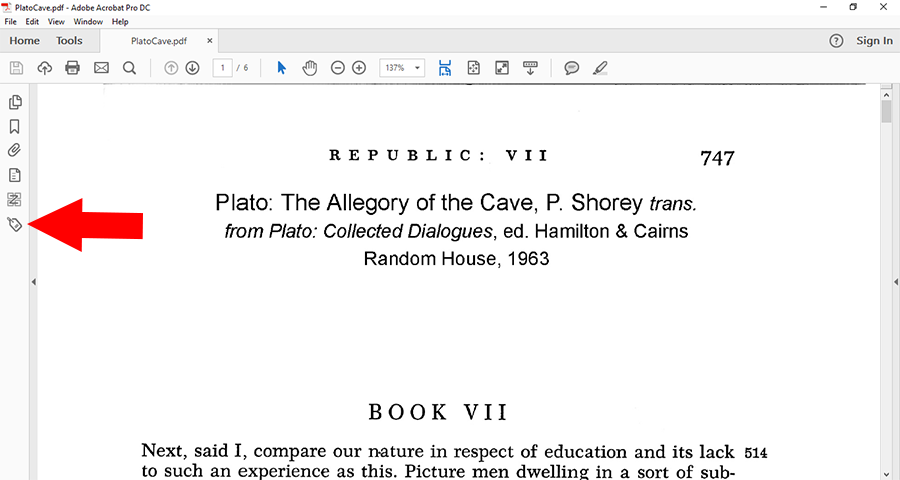 PlatoCave.pdf - Adobe Acrobat Pro DC
File Edit View Window Help
Home Tools PlatoCave.pdf × ? Sign In
1 / 6 137%
REPUBLIC: VII 747
Plato: The Allegory of the Cave, P. Shorey trans.
from Plato: Collected Dialogues, ed. Hamilton & Cairns
Random House, 1963
BOOK VII
Next, said I, compare our nature in respect of education and its lack 514
to such an experience as this. Picture men dwelling in a sort of sub-